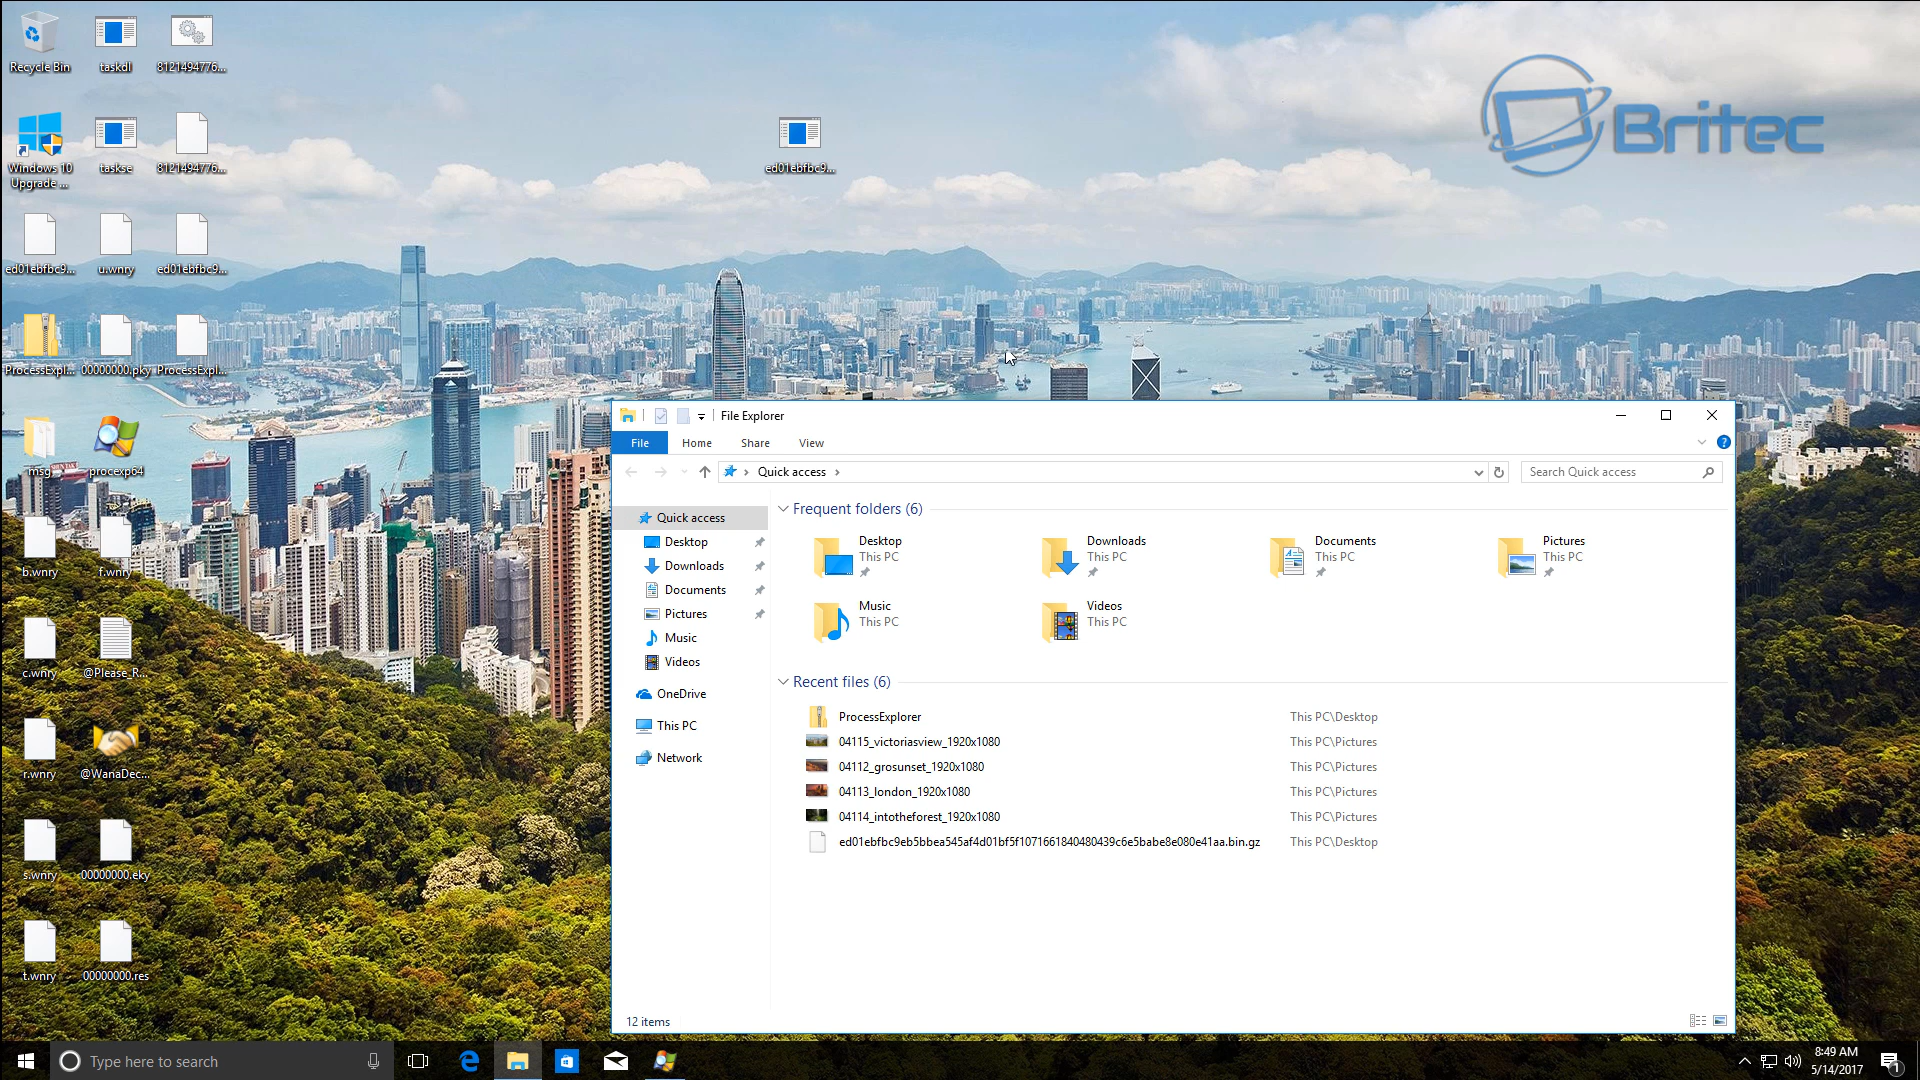 Recycle Bin
taskdl
8121494776...
Windows 10
Upgrade ...
taskse
8121494776...
ed01ebfbc9...
ed01ebfbc9...
u.wnry
ed01ebfbc9...
ProcessExpl...
00000000.pky
ProcessExpl...
msg
procexp64
b.wnry
f.wnry
c.wnry
@Please_R...
r.wnry
@WanaDec...
s.wnry
00000000.eky
t.wnry
00000000.res
Britec
File Explorer
File
Home
Share
View
Quick access
Search Quick access
Quick access
Desktop
Downloads
Documents
Pictures
Music
Videos
OneDrive
This PC
Network
Frequent folders (6)
Desktop
This PC
Downloads
This PC
Documents
This PC
Pictures
This PC
Music
This PC
Videos
This PC
Recent files (6)
ProcessExplorer This PC\Desktop
04115_victoriasview_1920x1080 This PC\Pictures
04112_grosunset_1920x1080 This PC\Pictures
04113_london_1920x1080 This PC\Pictures
04114_intotheforest_1920x1080 This PC\Pictures
ed01ebfbc9eb5bbea545af4d01bf5f1071661840480439c6e5babe8e080e41aa.bin.gz This PC\Desktop
12 items
Type here to search
8:49 AM
5/14/2017
1